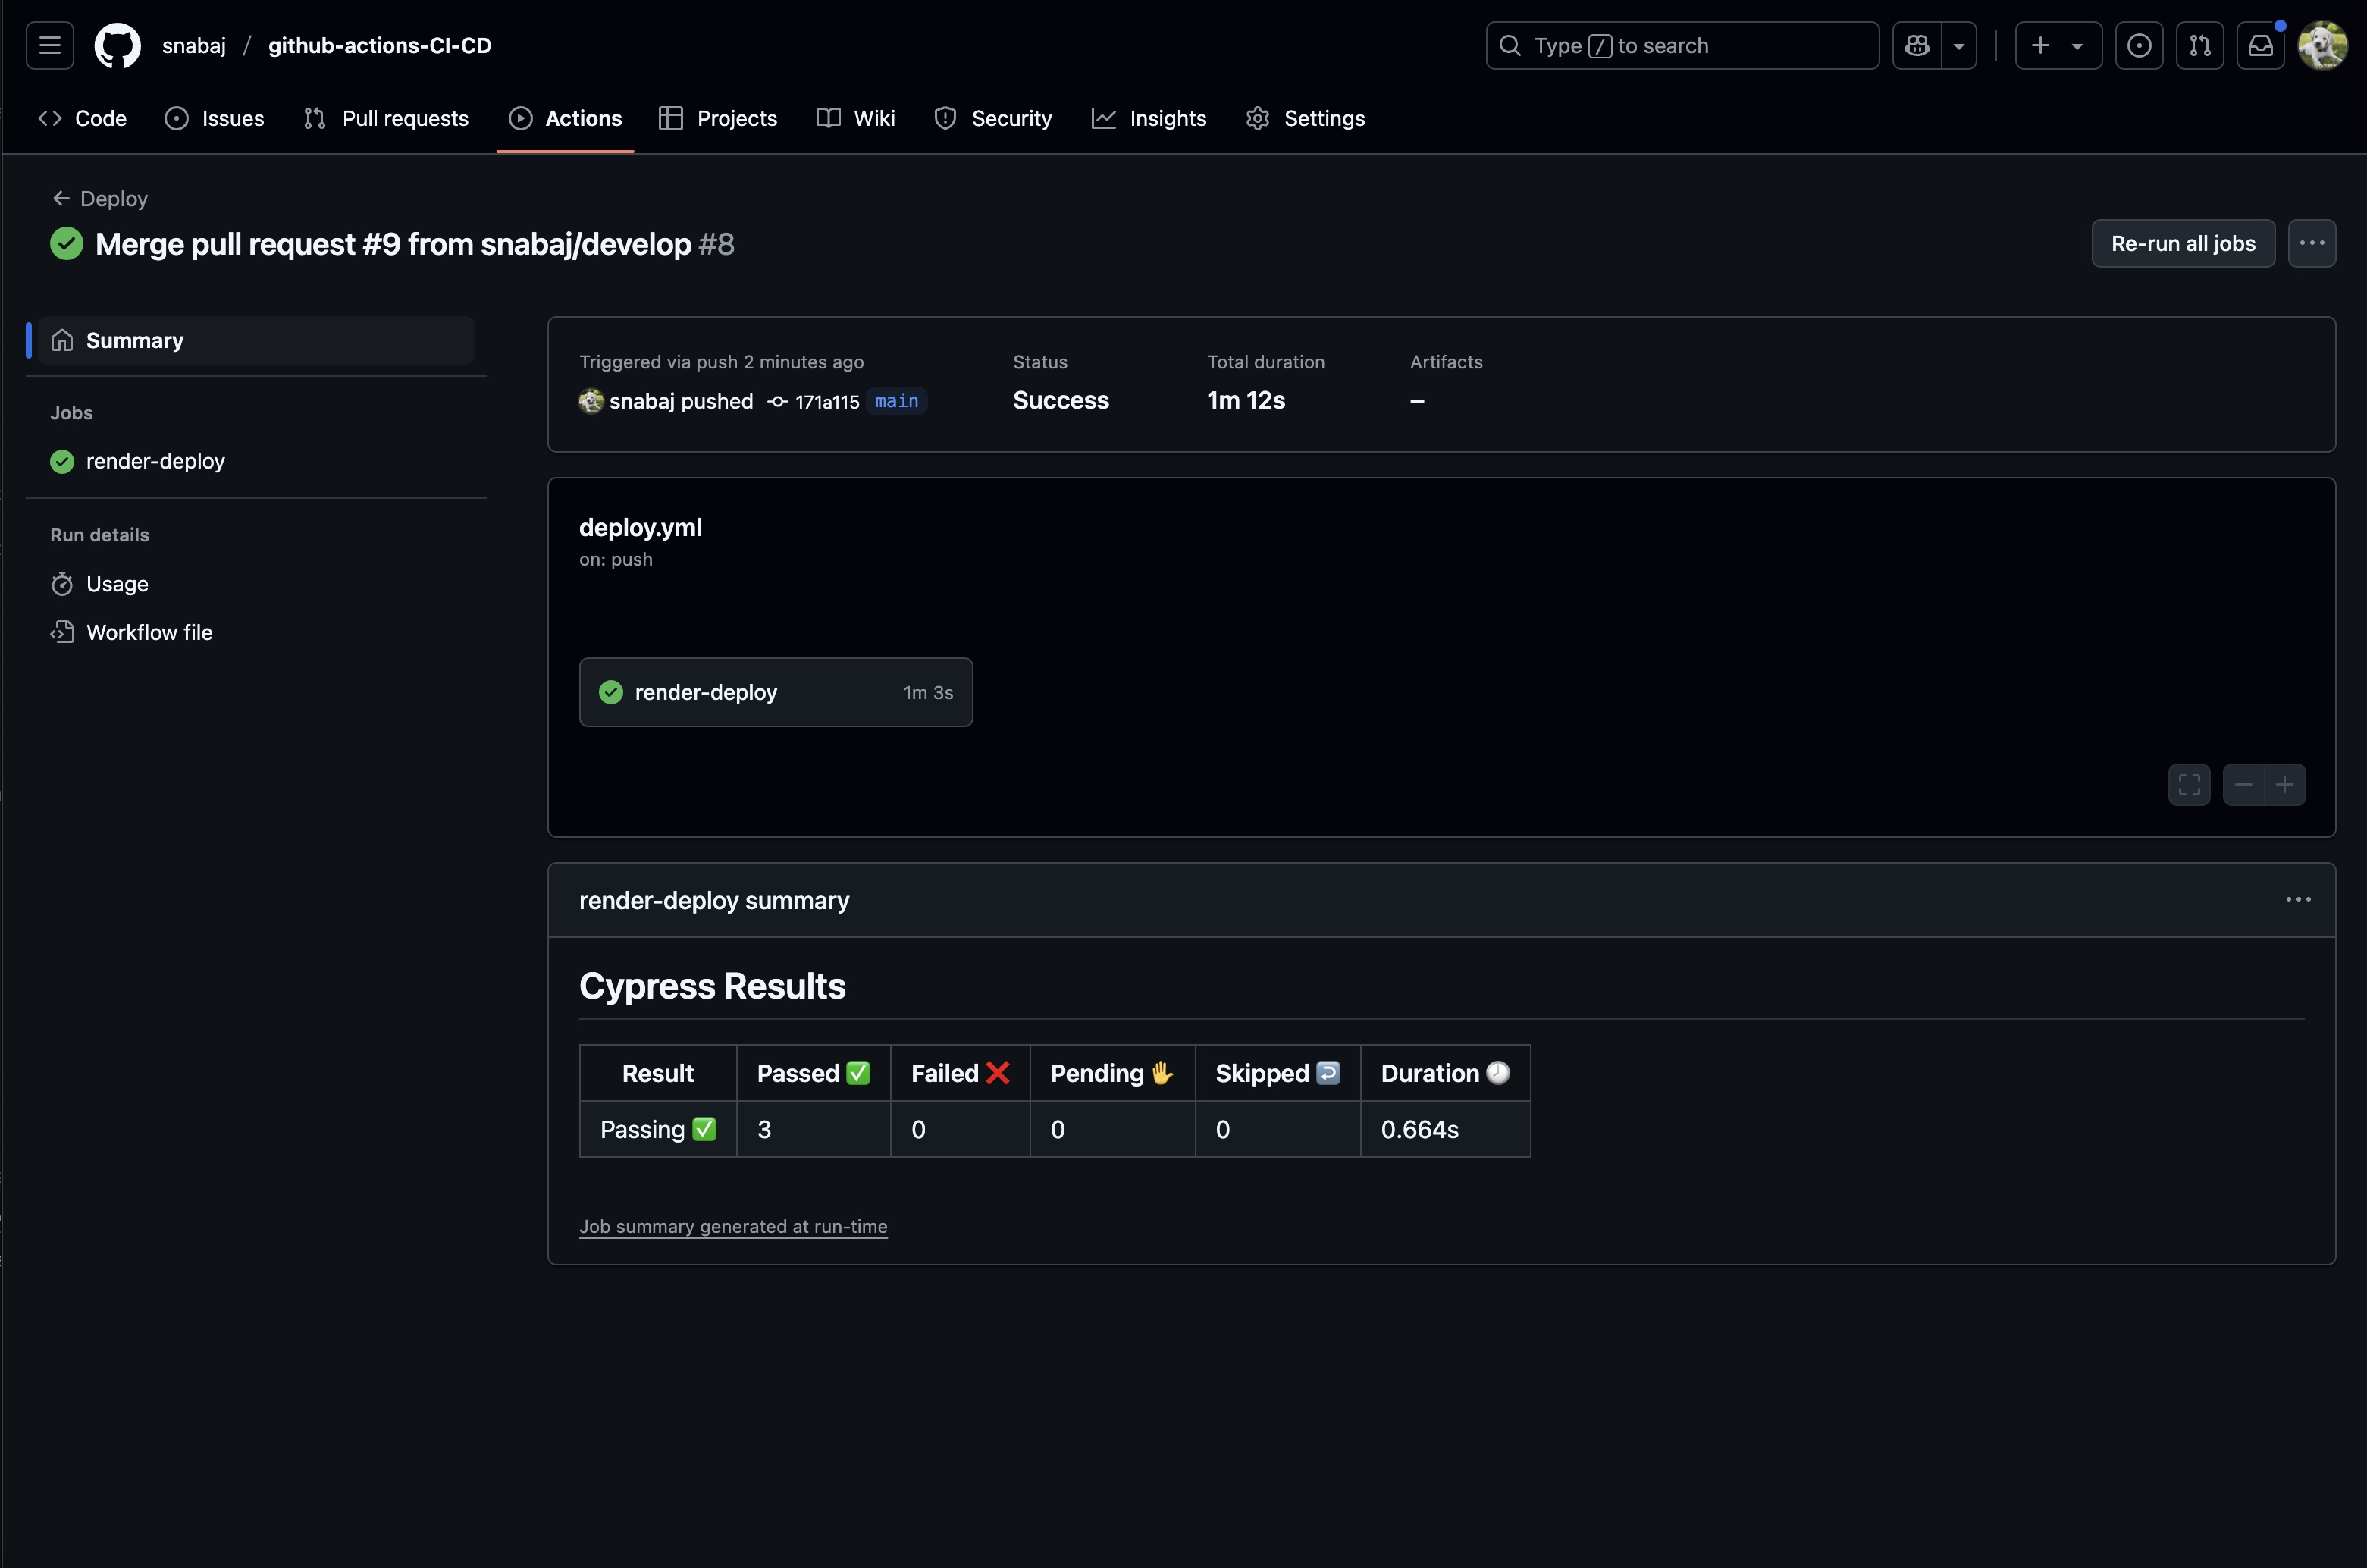 snabaj / github-actions-CI-CD
Type / to search
Code Issues Pull requests Actions Projects Wiki Security Insights Settings
Deploy
Merge pull request #9 from snabaj/develop #8
Re-run all jobs
Summary
Jobs
render-deploy
Run details
Usage
Workflow file
Triggered via push 2 minutes ago
snabaj pushed 171a115 main
Status
Success
Total duration
1m 12s
Artifacts
–
deploy.yml
on: push
render-deploy 1m 3s
render-deploy summary
Cypress Results
Result Passed ✅ Failed ❌ Pending ✋ Skipped ↩️ Duration 🕗
Passing ✅ 3 0 0 0 0.664s
Job summary generated at run-time